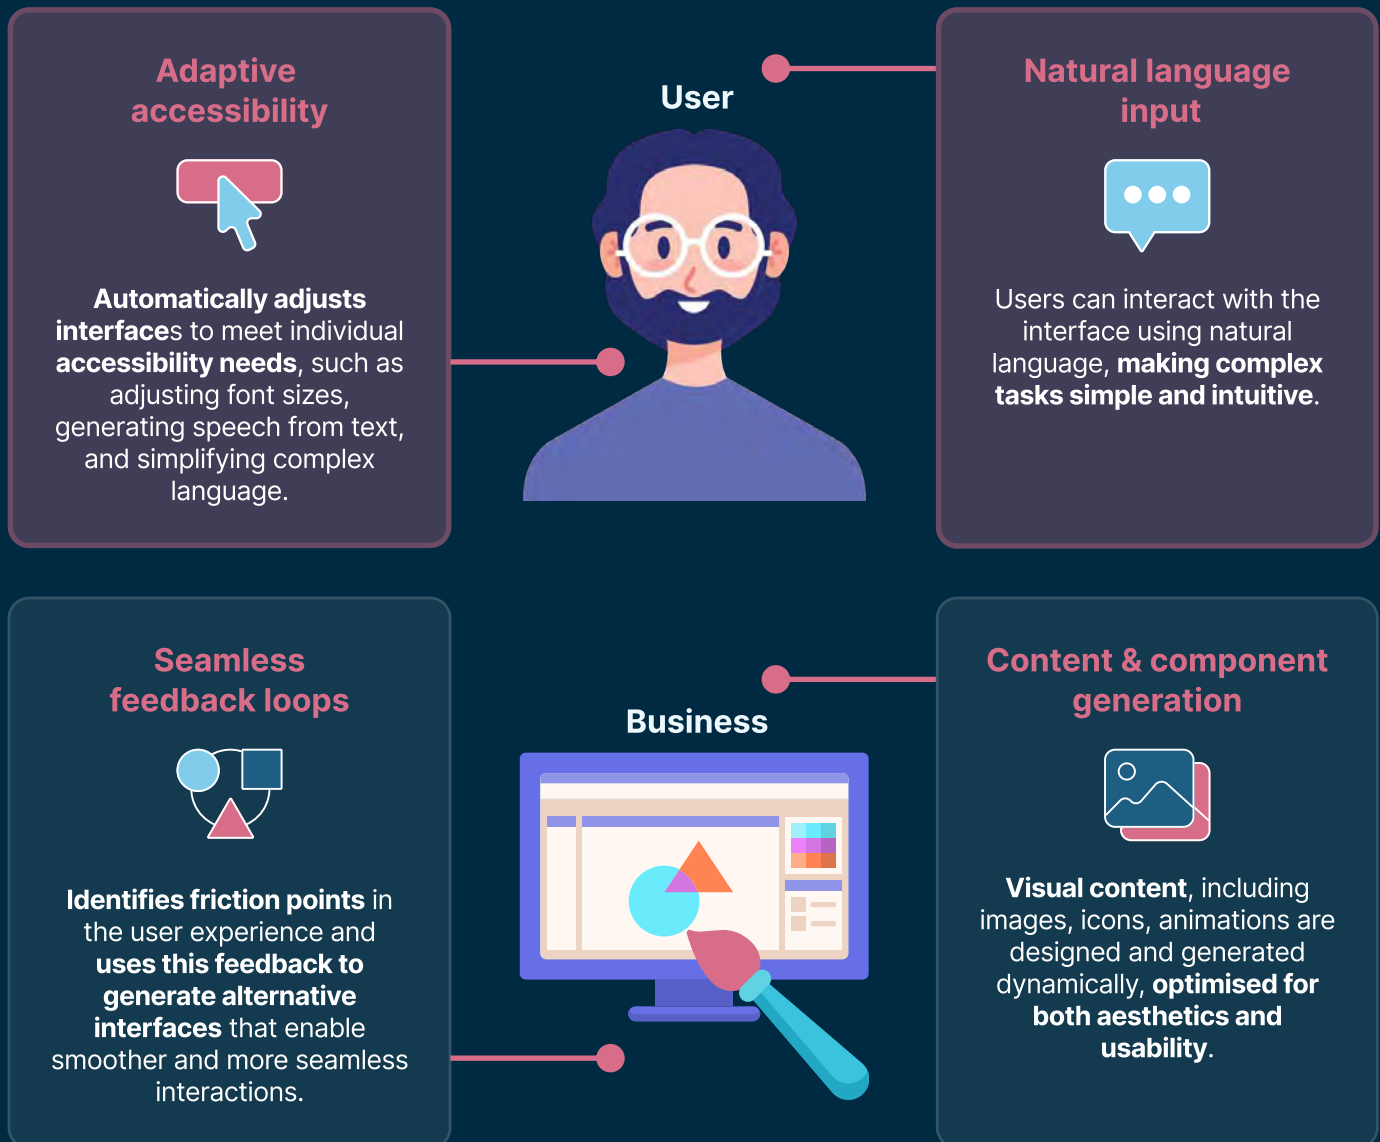 Adaptive
accessibility
Automatically adjusts
interfaces to meet individual
accessibility needs, such as
adjusting font sizes,
generating speech from text,
and simplifying complex
language.
User
Natural language
input
Users can interact with the
interface using natural
language, making complex
tasks simple and intuitive.
Seamless
feedback loops
Identifies friction points in
the user experience and
uses this feedback to
generate alternative
interfaces that enable
smoother and more seamless
interactions.
Business
Content & component
generation
Visual content, including
images, icons, animations are
designed and generated
dynamically, optimised for
both aesthetics and
usability.